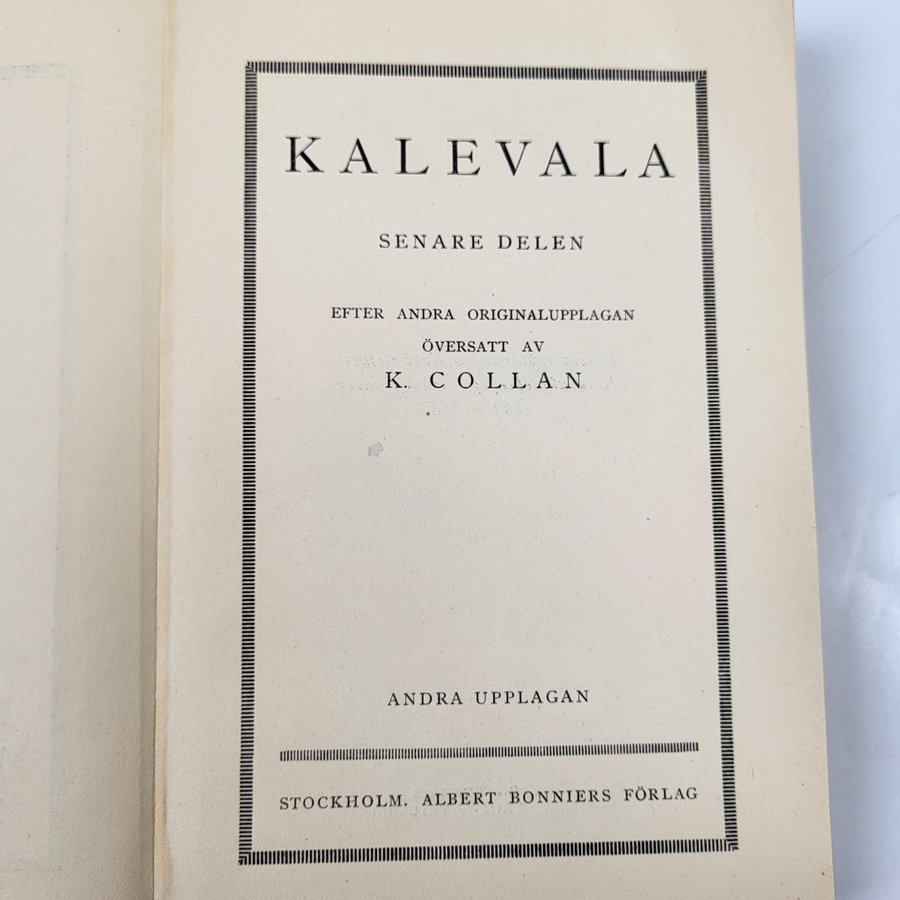 KALEVALA
SENARE DELEN
EFTER ANDRA ORIGINALUPPLAGAN
ÖVERSATT AV
K. COLLAN
ANDRA UPPLAGAN
STOCKHOLM. ALBERT BONNIERS FÖRLAG